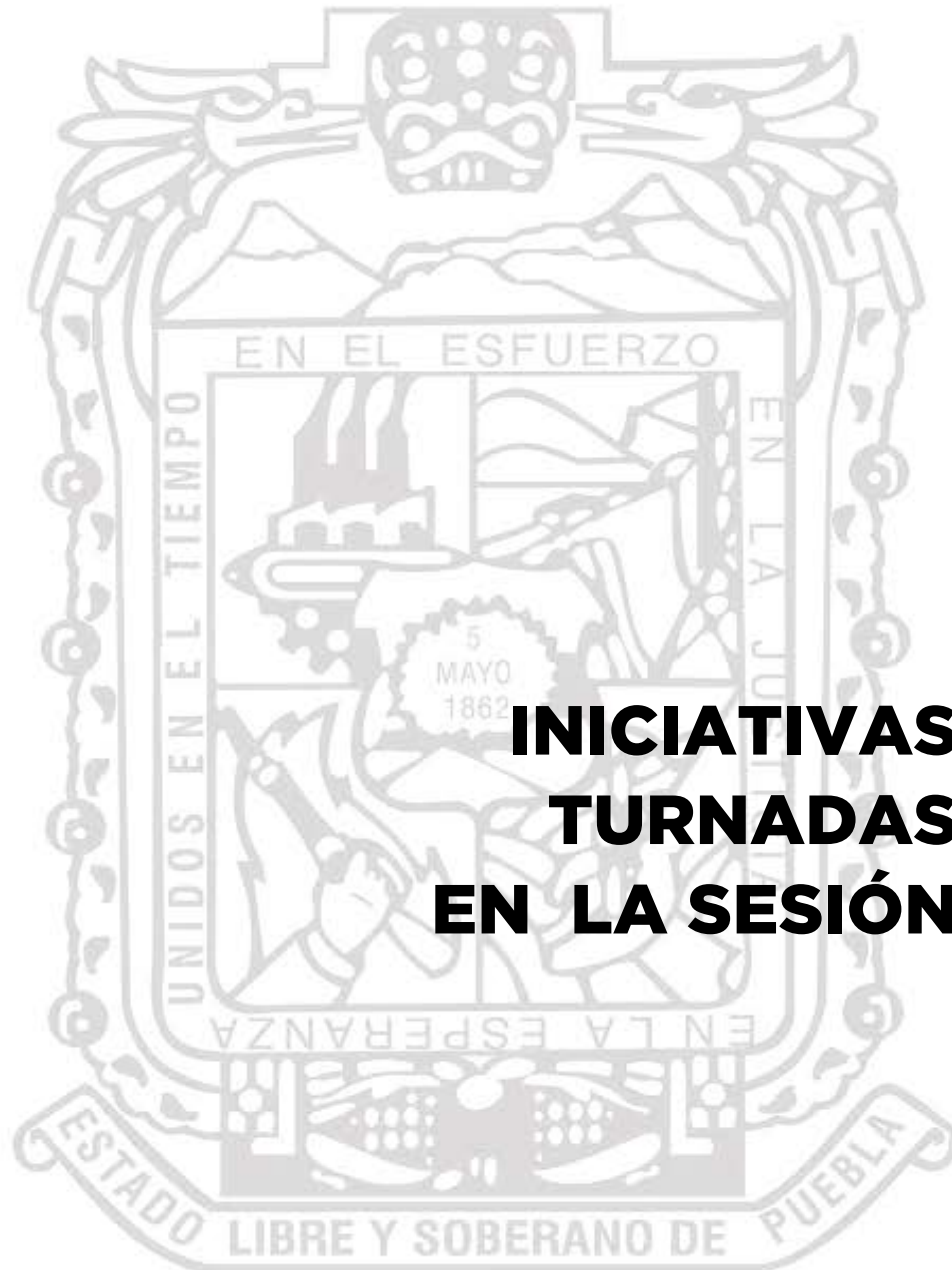 EN EL ESFUERZO
UNIDOS EN EL TIEMPO
EN LA
5
MAYO
1862
INICIATIVAS
TURNADAS
EN LA SESIÓN
EN LA ESPERANZA
ESTADO LIBRE Y SOBERANO DE PUEBLA